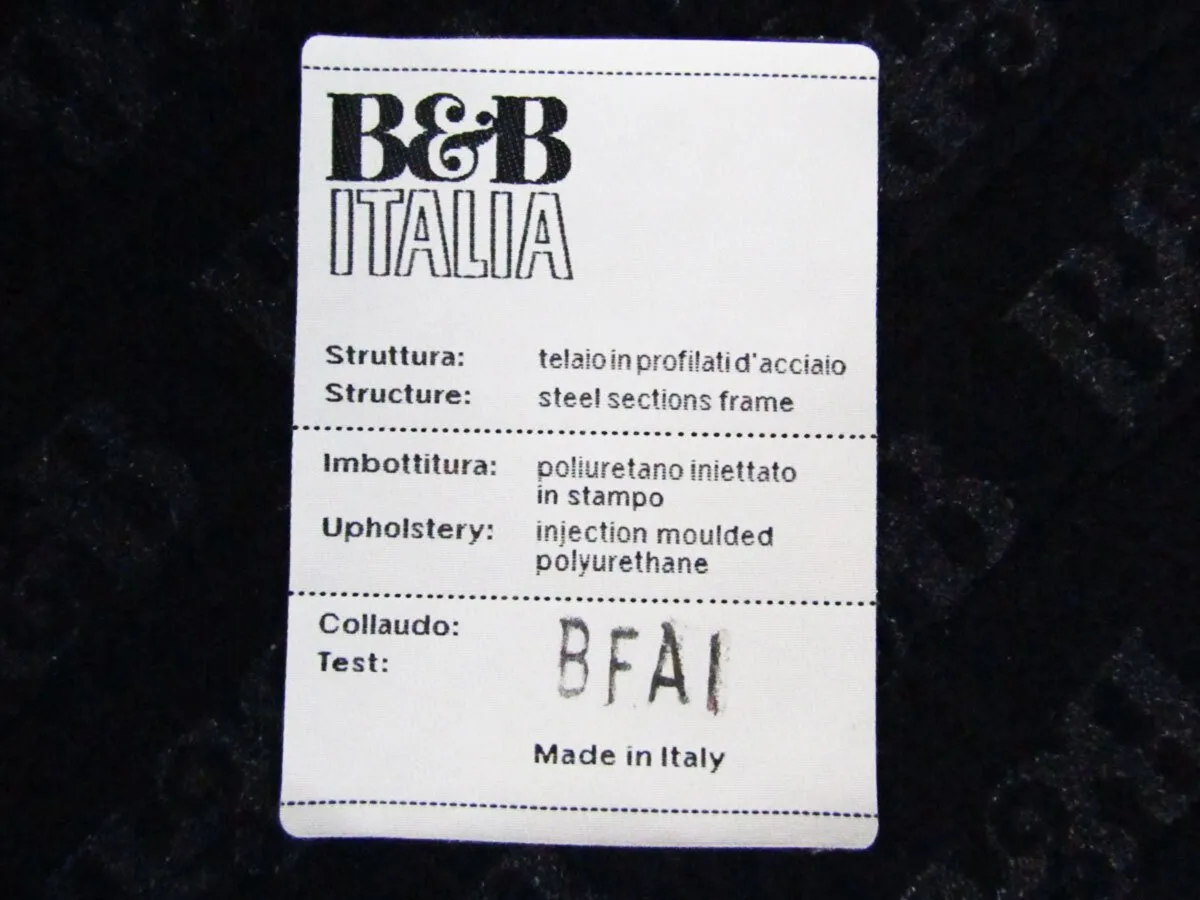 B&B
ITALIA
Struttura: telaio in profilati d'acciaio
Structure: steel sections frame
Imbottitura: poliuretano iniettato
in stampo
Upholstery: injection moulded
polyurethane
Collaudo: BFAI
Test:
Made in Italy